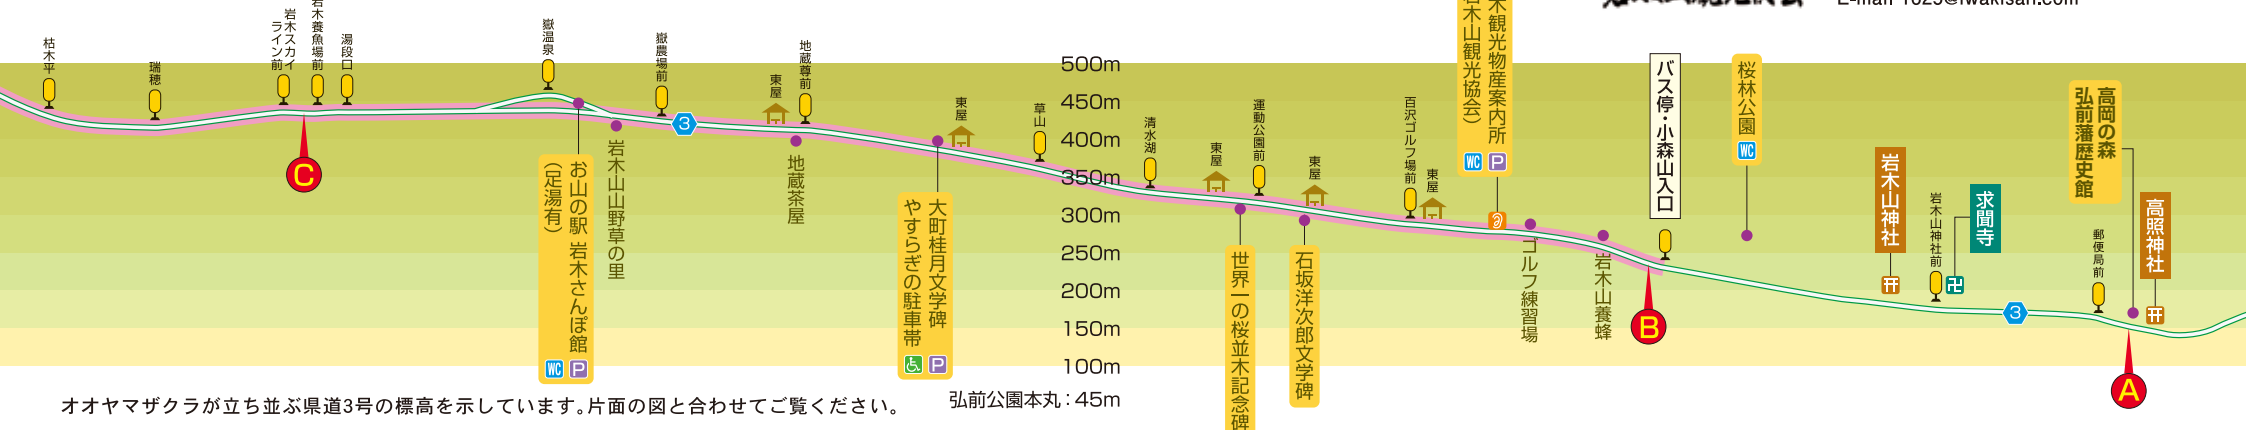 枯木平
瑞穂
岩木スカイ
ライン前
岩木養魚場前
湯段口
嶽温泉
嶽農場前
東屋
地蔵尊前
東屋
草山
清水湖
東屋
運動公園前
東屋
百沢ゴルフ場前
東屋
木観光物産案内所
岩木山観光協会）
WC
P
バス停・小森山入口
桜林公園
WC
岩木山神社
岩木山神社前
求聞寺
郵便局前
高岡の森
弘前藩歴史館
高照神社
E-mail 1625@iwakisan.com
500m
450m
400m
350m
300m
250m
200m
150m
100m
弘前公園本丸：45m
3
3
C
B
A
お山の駅 岩木さんぽ館
（足湯有）
WC
P
岩木山山野草の里
地蔵茶屋
大町桂月文学碑
やすらぎの駐車帯
P
世界一の桜並木記念碑
石坂洋次郎文学碑
ゴルフ練習場
岩木山養蜂
オオヤマザクラが立ち並ぶ県道3号の標高を示しています。片面の図と合わせてご覧ください。